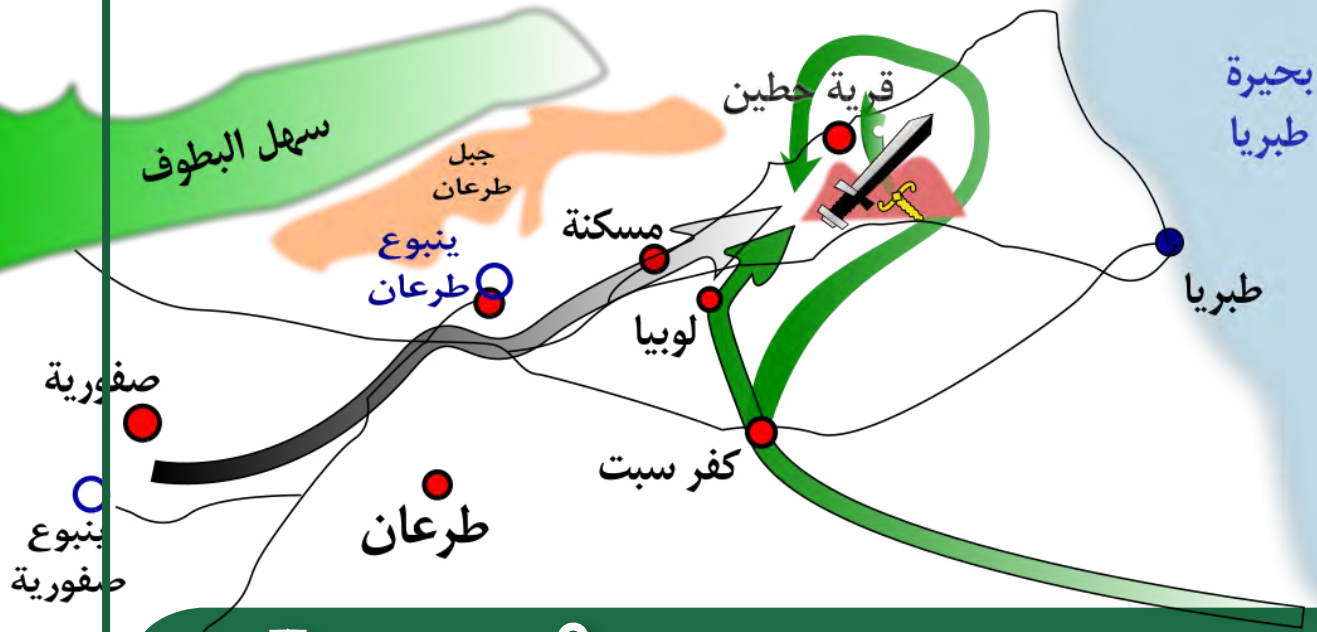 بحيرة
طبريا
قرية حطين
سهل البطوف
جبل
طرعان
مسكنة
ينبوع
طرعان
طبريا
لوبيا
صفورية
كفر سبت
طرعان
ينبوع
صفورية